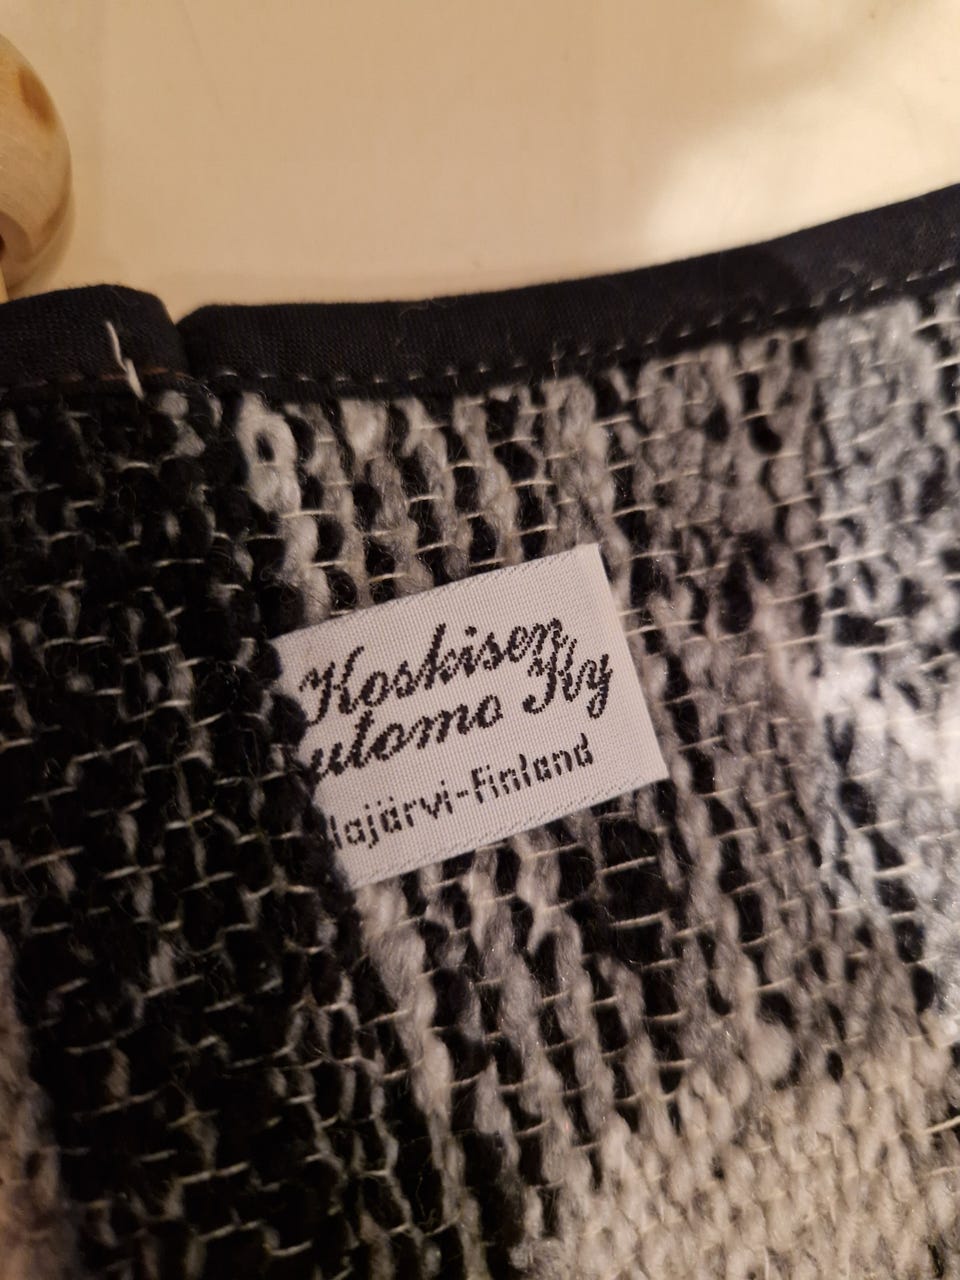 Koskisen
utomo Ky
lajärvi-Finland